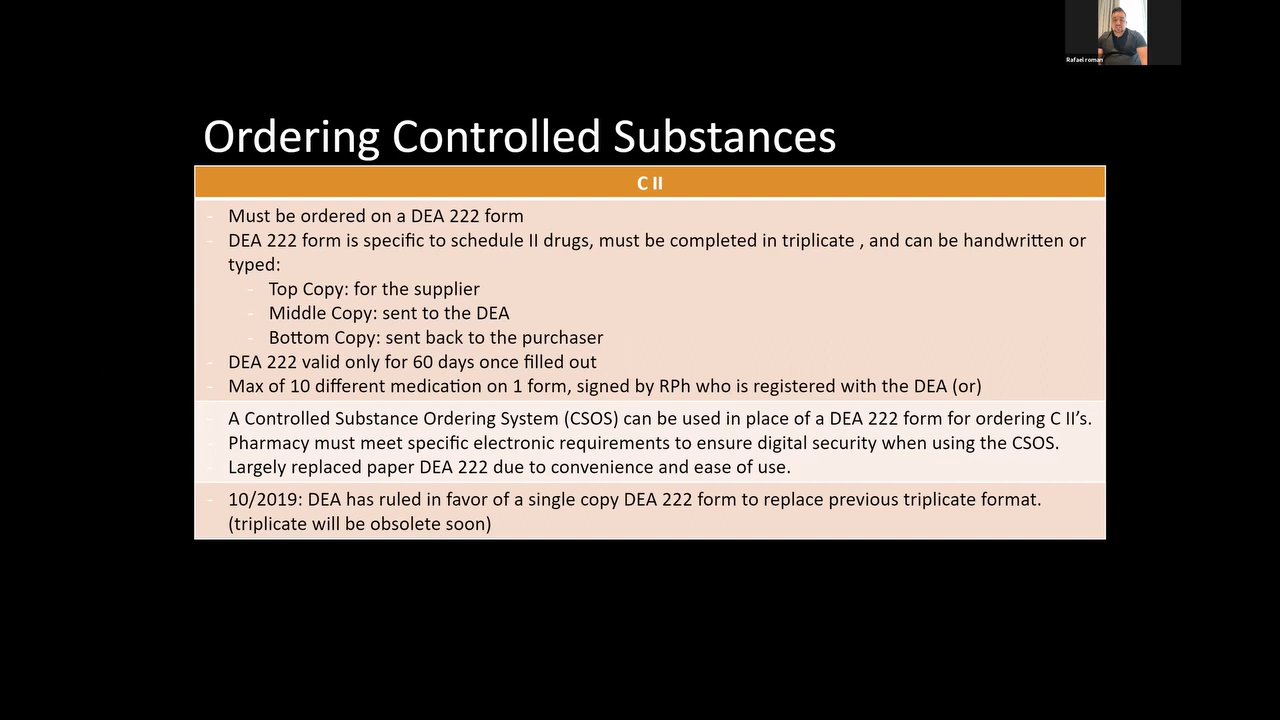 Rafael roman
Ordering Controlled Substances
C II
- Must be ordered on a DEA 222 form
- DEA 222 form is specific to schedule II drugs, must be completed in triplicate , and can be handwritten or
typed:
- Top Copy: for the supplier
- Middle Copy: sent to the DEA
- Bottom Copy: sent back to the purchaser
- DEA 222 valid only for 60 days once filled out
- Max of 10 different medication on 1 form, signed by RPh who is registered with the DEA (or)
- A Controlled Substance Ordering System (CSOS) can be used in place of a DEA 222 form for ordering C II’s.
- Pharmacy must meet specific electronic requirements to ensure digital security when using the CSOS.
- Largely replaced paper DEA 222 due to convenience and ease of use.
- 10/2019: DEA has ruled in favor of a single copy DEA 222 form to replace previous triplicate format.
(triplicate will be obsolete soon)